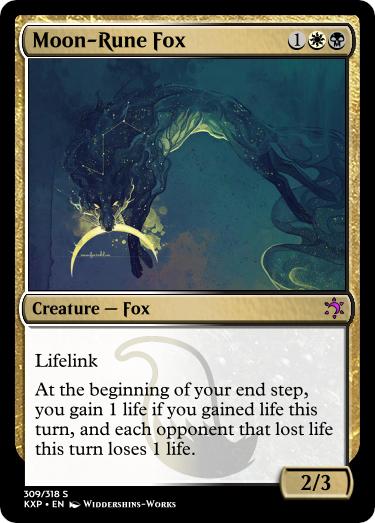 Moon-Rune Fox 1
Creature — Fox
Lifelink
At the beginning of your end step,
you gain 1 life if you gained life this
turn, and each opponent that lost life
this turn loses 1 life.
2/3
309/318 S
KXP • EN Widdershins-Works